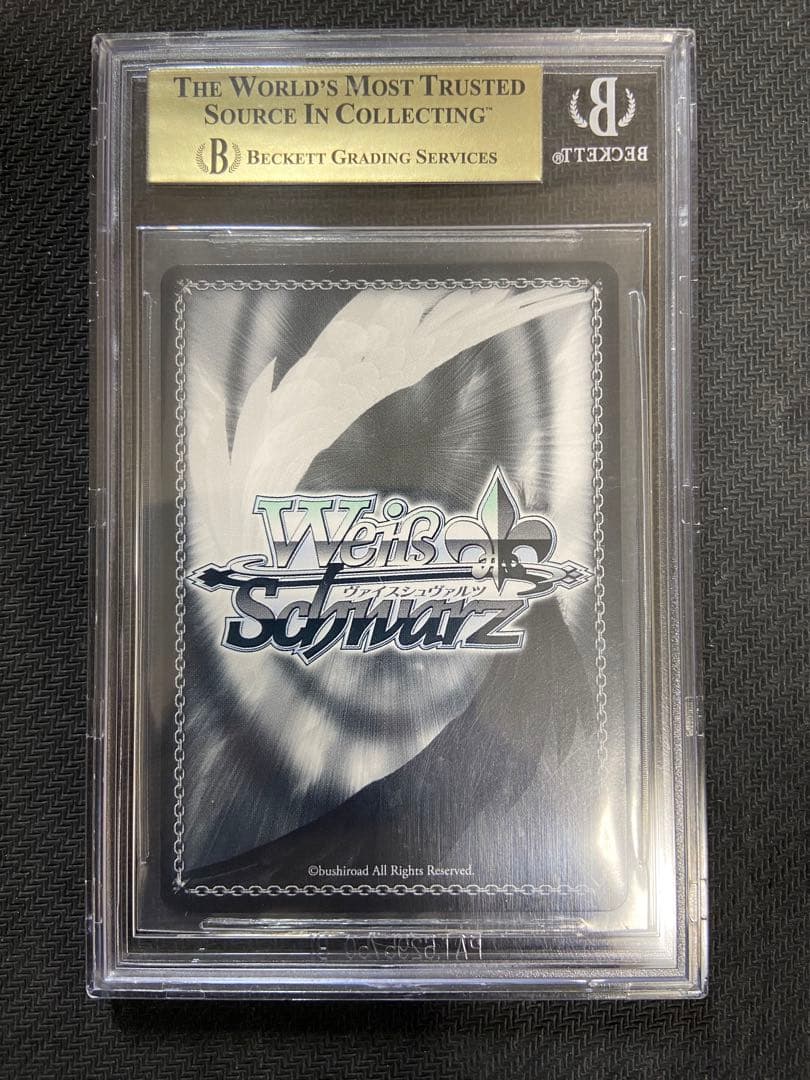 THE WORLD'S MOST TRUSTED
SOURCE IN COLLECTING™
B BECKETT GRADING SERVICES
B
BECKETT®
Weiß
ヴァイスシュヴァルツ
Schwarz
©bushiroad All Rights Reserved.